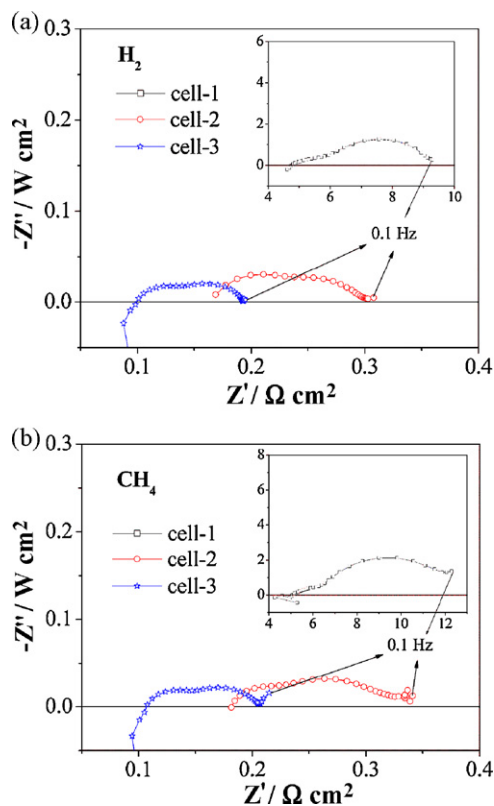 (a)
0.3
0.2
0.1
0.0
-Z''/ W cm²
H₂
cell-1
cell-2
cell-3
6
4
2
0
4 6 8 10
0.1 Hz
0.1 0.2 0.3 0.4
Z'/ Ω cm²
(b)
0.3
0.2
0.1
0.0
-Z''/ W cm²
CH₄
cell-1
cell-2
cell-3
8
6
4
2
0
4 6 8 10 12
0.1 Hz
0.1 0.2 0.3 0.4
Z'/ Ω cm²